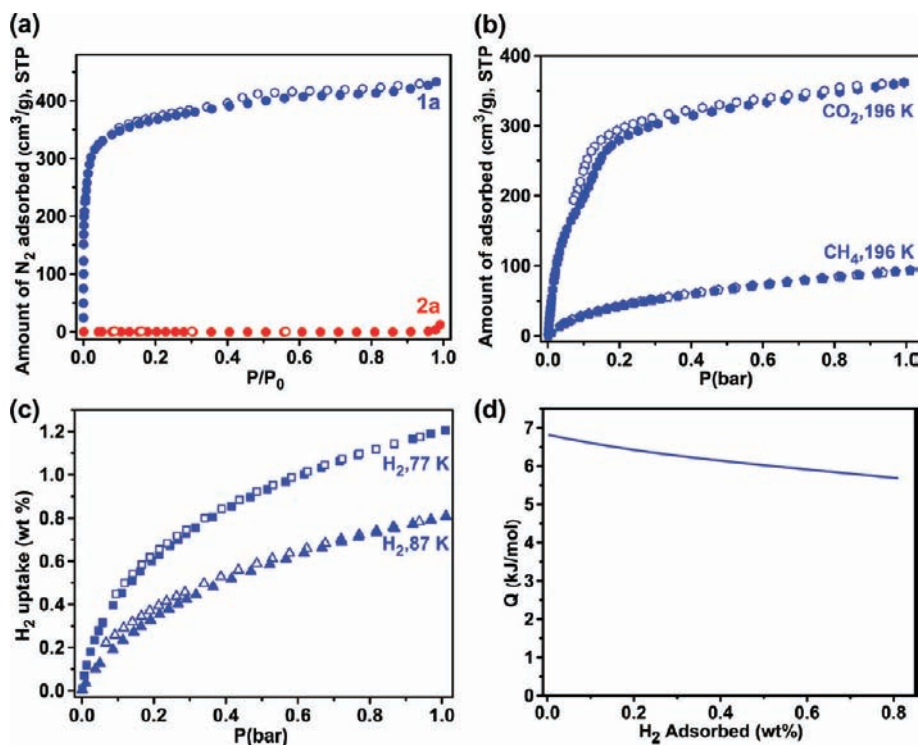 (a)
Amount of N₂ adsorbed (cm³/g), STP
400
300
200
100
0
1a
2a
0.0 0.2 0.4 0.6 0.8 1.0
P/P₀
(b)
Amount of adsorbed (cm³/g), STP
400
300
200
100
0
CO₂,196 K
CH₄,196 K
0.0 0.2 0.4 0.6 0.8 1.0
P(bar)
(c)
H₂ uptake (wt %)
1.2
1.0
0.8
0.6
0.4
0.2
0.0
H₂,77 K
H₂,87 K
0.0 0.2 0.4 0.6 0.8 1.0
P(bar)
(d)
Q (kJ/mol)
7
6
5
4
3
2
1
0
0.0 0.2 0.4 0.6 0.8
H₂ Adsorbed (wt%)